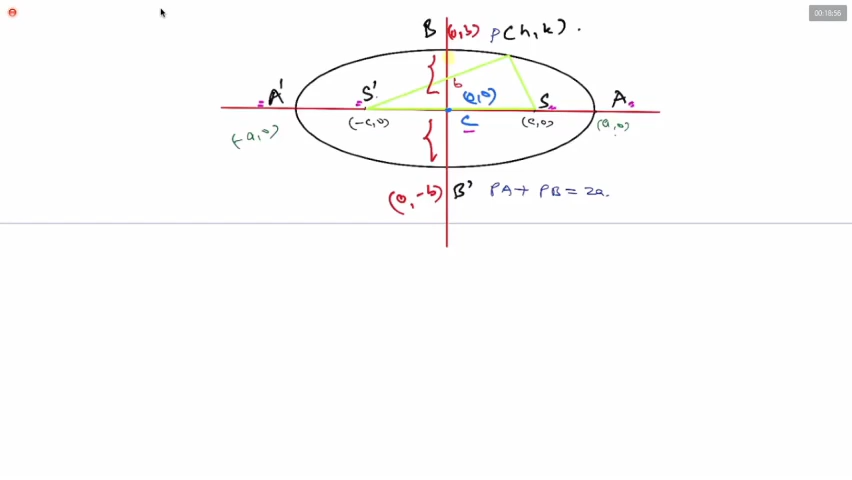 00:18:56
B (0,b) P(h,k).
b
A' S' (0,0) S A
(-a,0) (-c,0) C (c,0) (a,0)
(0,-b) B' PA+ PB = 2a.